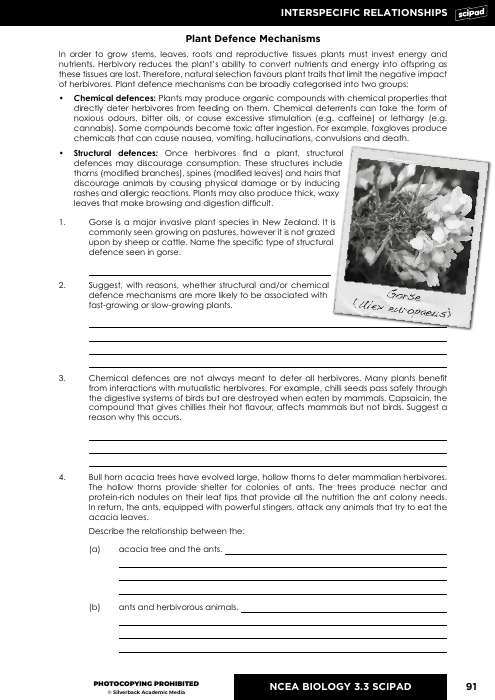 INTERSPECIFIC RELATIONSHIPS
scipad
Plant Defence Mechanisms
In order to grow stems, leaves, roots and reproductive tissues plants must invest energy and
nutrients. Herbivory reduces the plant's ability to convert nutrients and energy into offspring as
these tissues are lost. Therefore, natural selection favours plant traits that limit the negative impact
of herbivores. Plant defence mechanisms can be broadly categorised into two groups:
• Chemical defences: Plants may produce organic compounds with chemical properties that
directly deter herbivores from feeding on them. Chemical deterrents can take the form of
noxious odours, bitter oils, or cause excessive stimulation (e.g. caffeine) or lethargy (e.g.
cannabis). Some compounds become toxic after ingestion. For example, foxgloves produce
chemicals that can cause nausea, vomiting, hallucinations, convulsions and death.
• Structural defences: Once herbivores find a plant, structural
defences may discourage consumption. These structures include
thorns (modified branches), spines (modified leaves) and hairs that
discourage animals by causing physical damage or by inducing
rashes and allergic reactions. Plants may also produce thick, waxy
leaves that make browsing and digestion difficult.
1. Gorse is a major invasive plant species in New Zealand. It is
commonly seen growing on pastures, however it is not grazed
upon by sheep or cattle. Name the specific type of structural
defence seen in gorse.
Gorse
(Ulex europaeus)
2. Suggest, with reasons, whether structural and/or chemical
defence mechanisms are more likely to be associated with
fast-growing or slow-growing plants.
3. Chemical defences are not always meant to deter all herbivores. Many plants benefit
from interactions with mutualistic herbivores. For example, chilli seeds pass safely through
the digestive systems of birds but are destroyed when eaten by mammals. Capsaicin, the
compound that gives chillies their hot flavour, affects mammals but not birds. Suggest a
reason why this occurs.
4. Bull horn acacia trees have evolved large, hollow thorns to deter mammalian herbivores.
The hollow thorns provide shelter for colonies of ants. The trees produce nectar and
protein-rich nodules on their leaf tips that provide all the nutrition the ant colony needs.
In return, the ants, equipped with powerful stingers, attack any animals that try to eat the
acacia leaves.
Describe the relationship between the:
(a) acacia tree and the ants.
(b) ants and herbivorous animals.
PHOTOCOPYING PROHIBITED
© Silverback Academic Media
NCEA BIOLOGY 3.3 SCIPAD
91